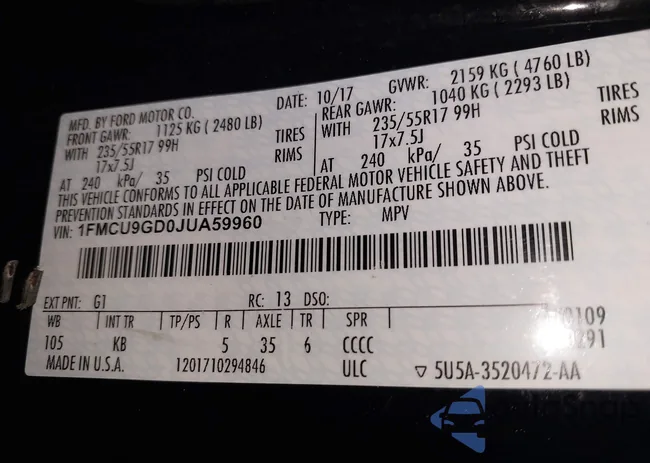 MFD. BY FORD MOTOR CO. DATE: 10/17 GVWR: 2159 KG ( 4760 LB)
FRONT GAWR: 1125 KG ( 2480 LB) REAR GAWR: 1040 KG ( 2293 LB)
WITH 235/55R17 99H TIRES WITH 235/55R17 99H TIRES
17x7.5J RIMS 17x7.5J RIMS
AT 240 kPa/ 35 PSI COLD AT 240 kPa/ 35 PSI COLD
THIS VEHICLE CONFORMS TO ALL APPLICABLE FEDERAL MOTOR VEHICLE SAFETY AND THEFT
PREVENTION STANDARDS IN EFFECT ON THE DATE OF MANUFACTURE SHOWN ABOVE.
VIN: 1FMCU9GD0JUA59960 TYPE: MPV
EXT PNT: G1 RC: 13 DSO:
WB INT TR TP/PS R AXLE TR SPR
105 KB 5 35 6 CCCC
MADE IN U.S.A. 1201710294846 ULC ▽ 5U5A-3520472-AA